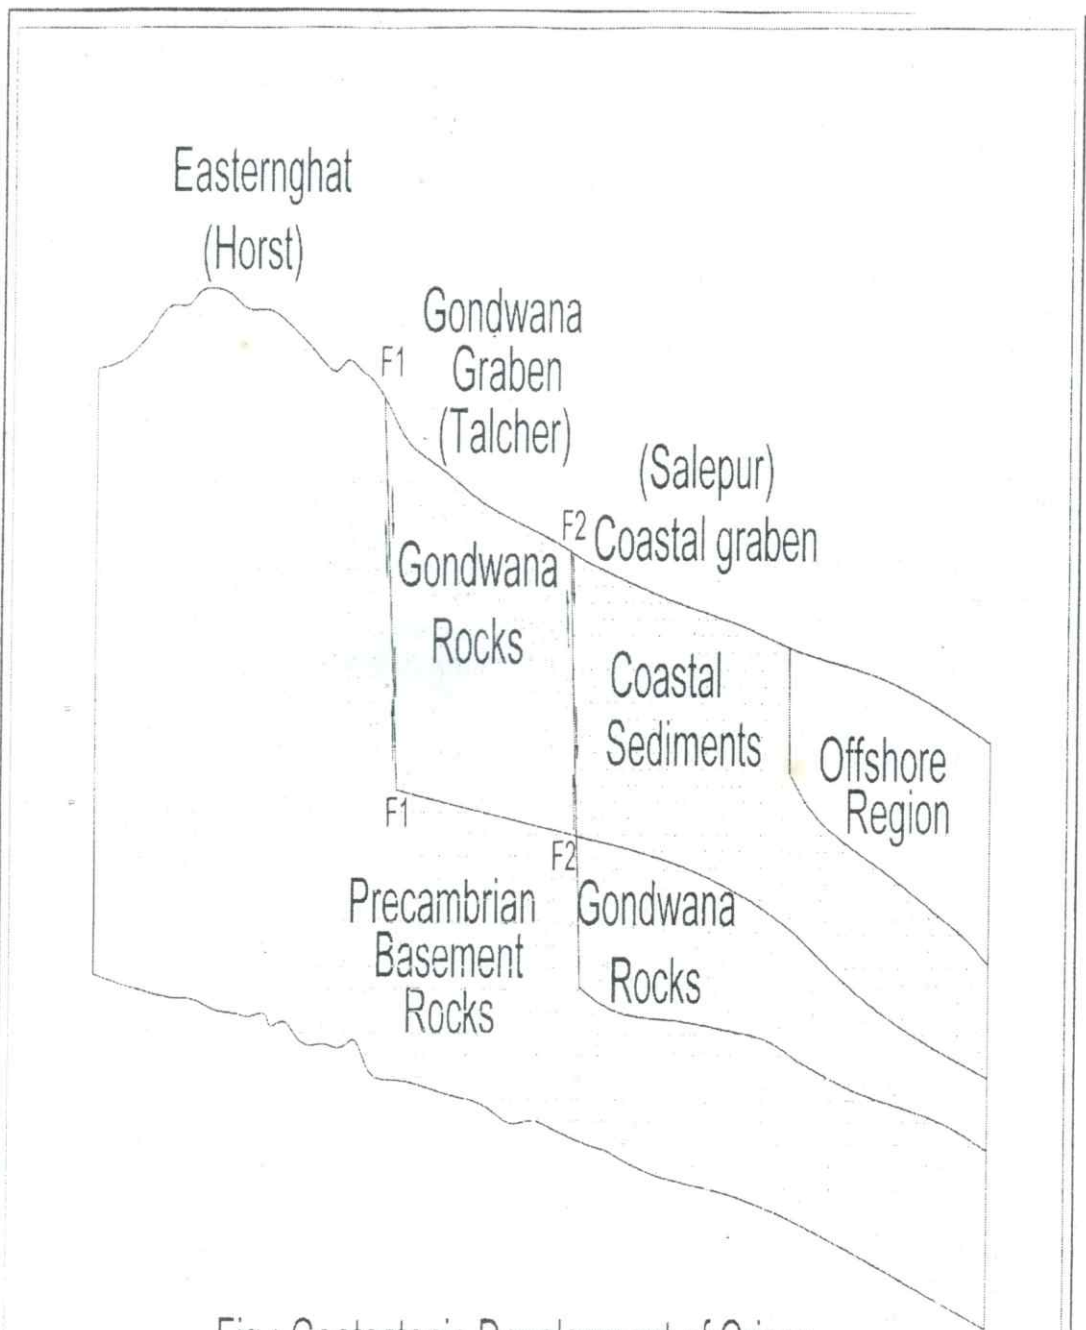 Easternghat
(Horst)
Gondwana
Graben
(Talcher)
F1
(Salepur)
Coastal graben
F2
Gondwana
Rocks
Coastal
Sediments
Offshore
Region
F1
F2
Precambrian
Basement
Rocks
Gondwana
Rocks